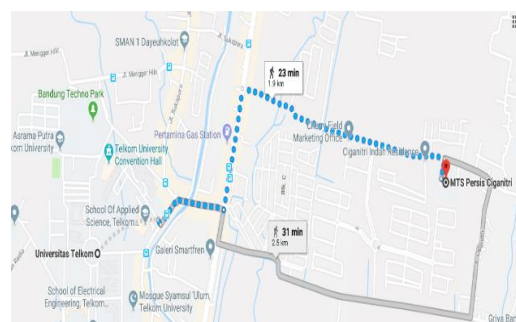 SMAN 1 Dayeuhkolot
Jl. Mengger Hilir
Jl. Mengger Hilir
Bandung Techno Park
23 min
1.9 km
Asrama Putra
Pertamina Gas
Station
Marketing Office
Ciganitri Indah Residence
Telkom University
Convention Hall
Blk. C
MTS Persis Ciganitri
School Of Applied
Science, Telkom...
31 min
2.5 km
Universitas Telkom
Galeri Smartfren
School of Electrical
Engineering, Telkom...
Mosque Syamsul 'Ulum,
Telkom University
Griya Ban